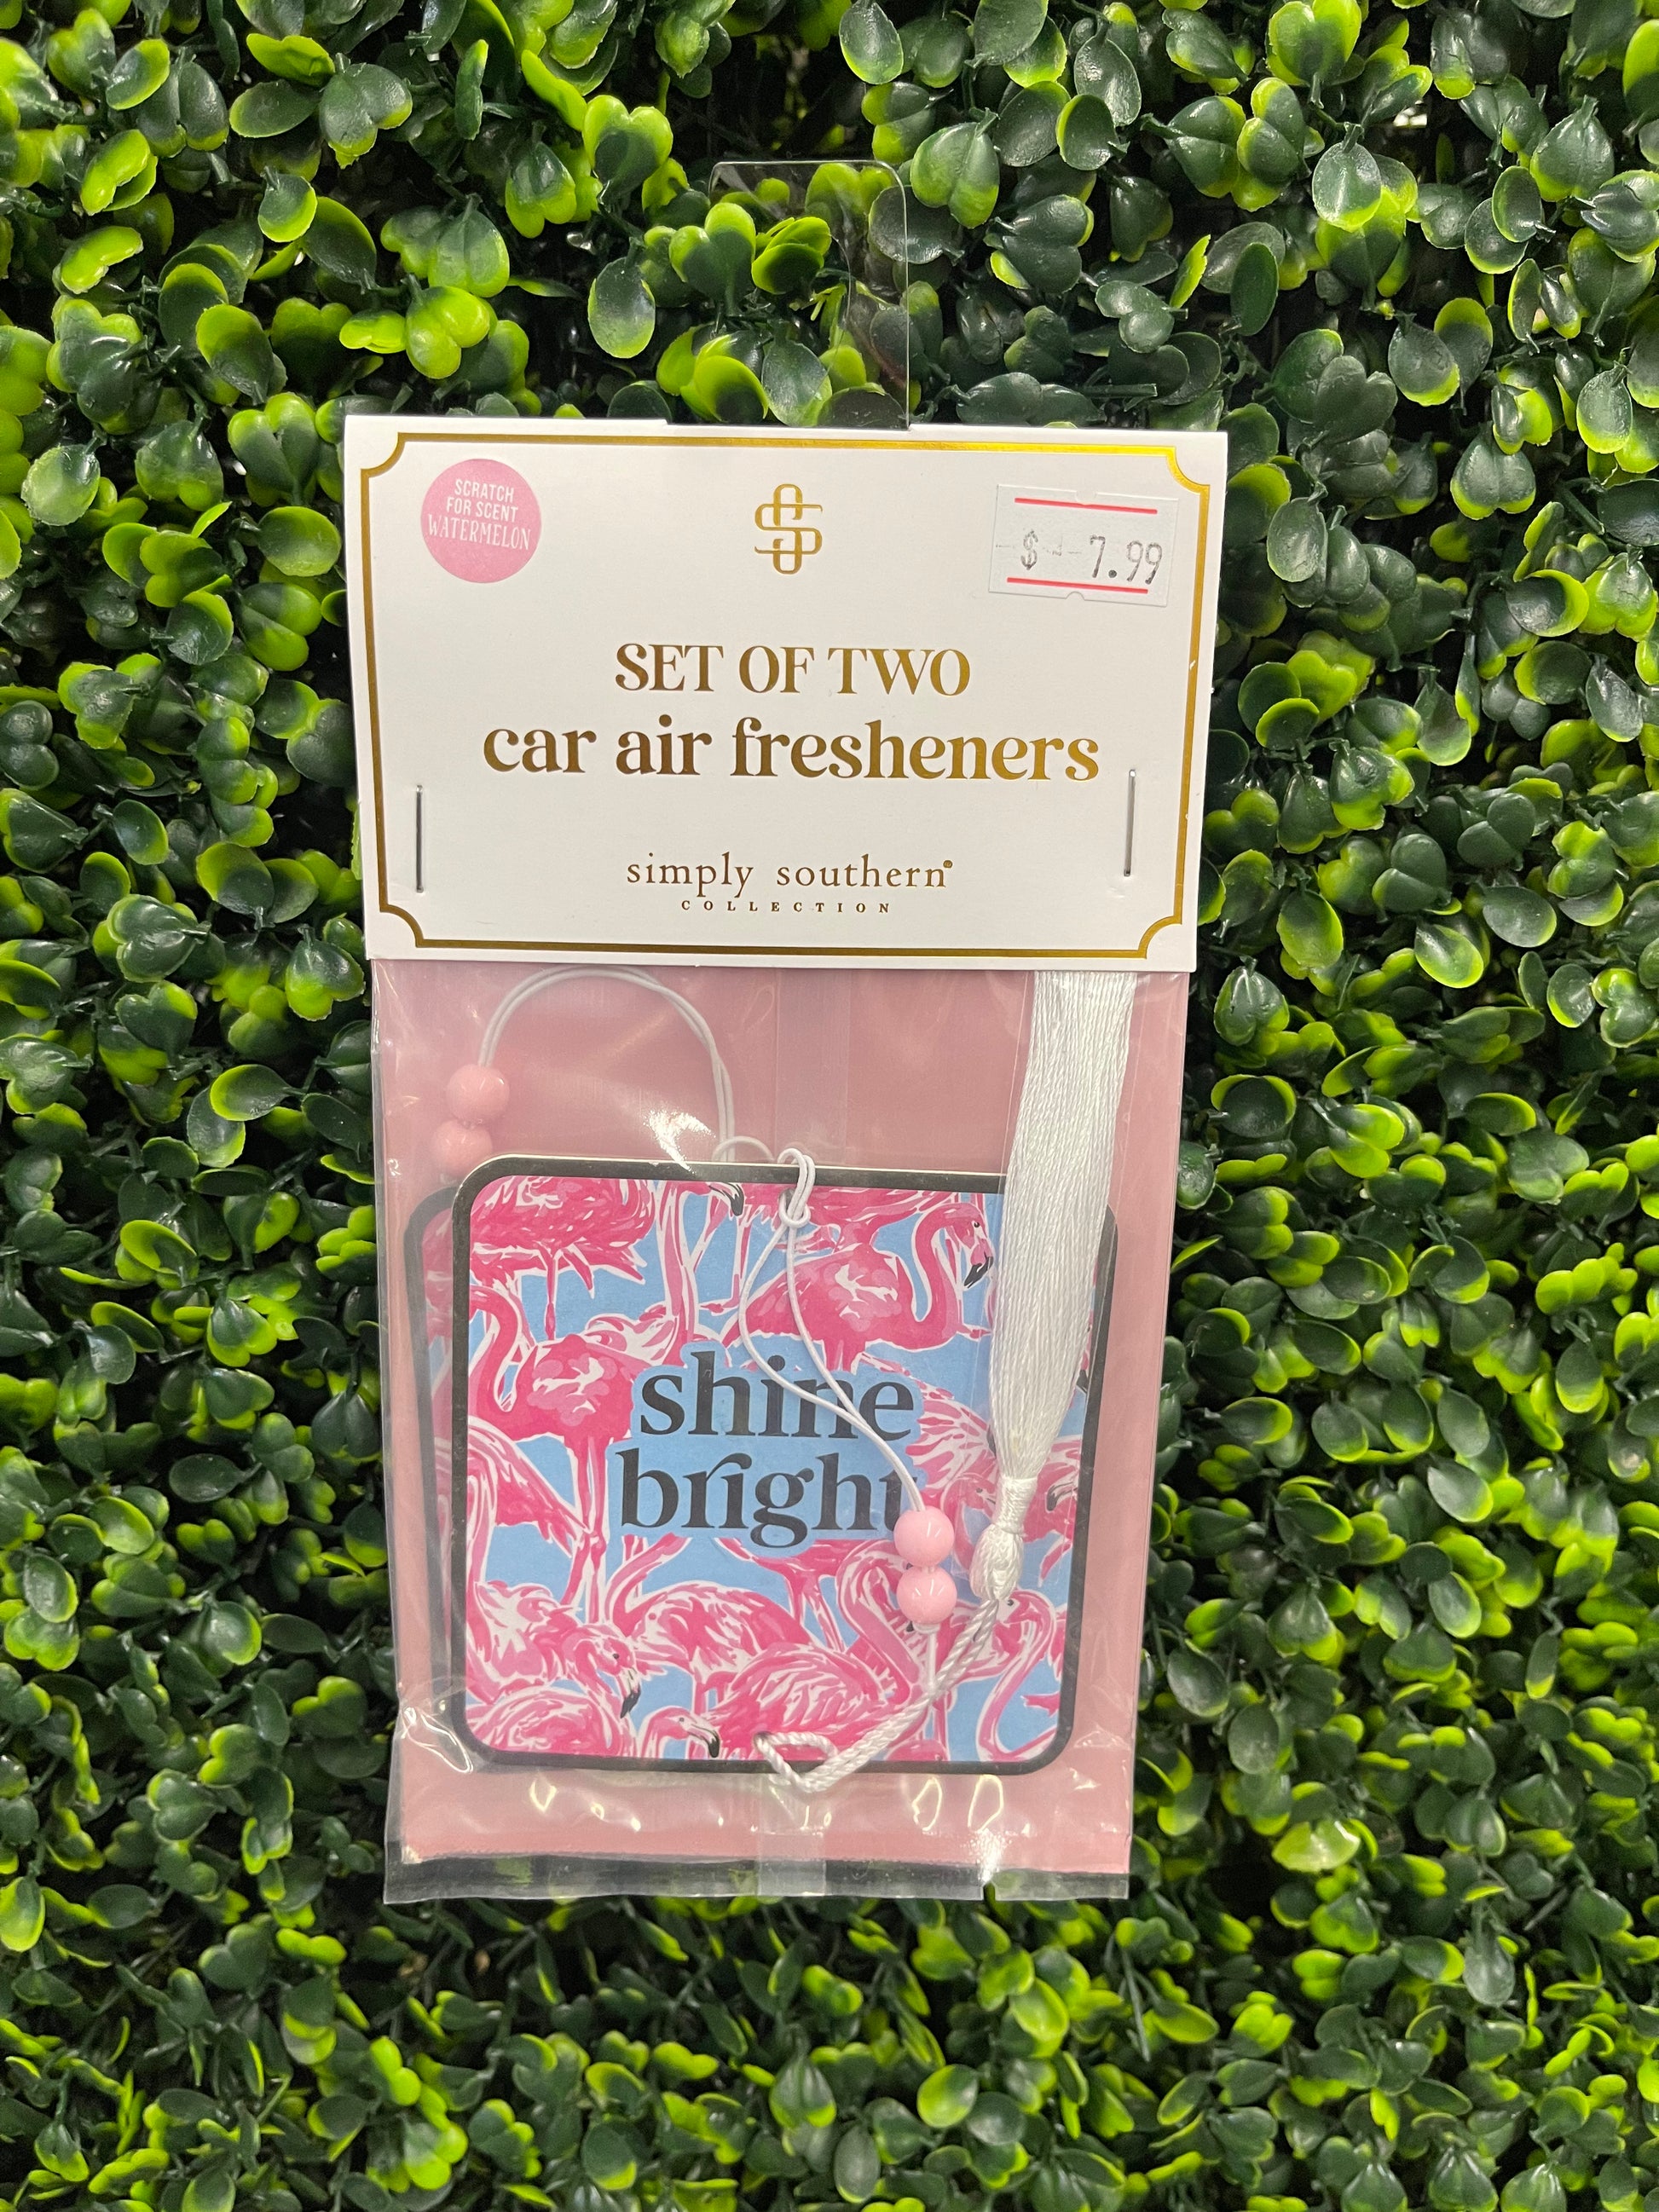 SCRATCH
FOR SCENT
WATERMELON
$ 7.99
SET OF TWO
car air fresheners
simply southern®
COLLECTION
shine
bright